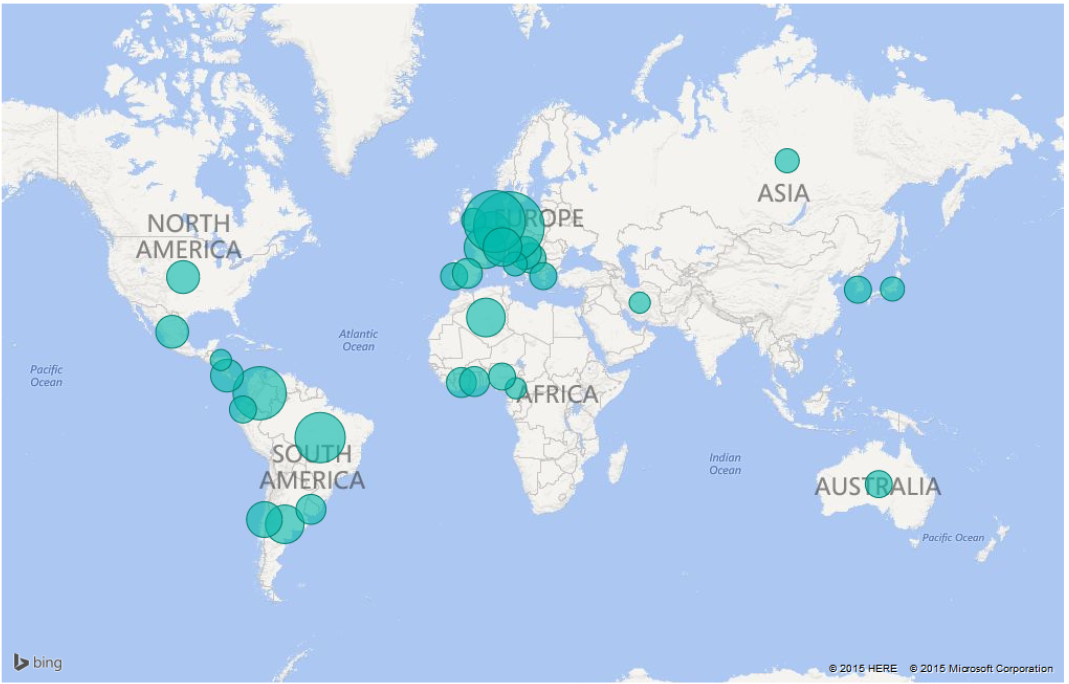 ASIA
NORTH
AMERICA
EUROPE
Atlantic
Ocean
Pacific
Ocean
AFRICA
SOUTH
AMERICA
Indian
Ocean
AUSTRALIA
Pacific Ocean
bing
© 2015 HERE © 2015 Microsoft Corporation